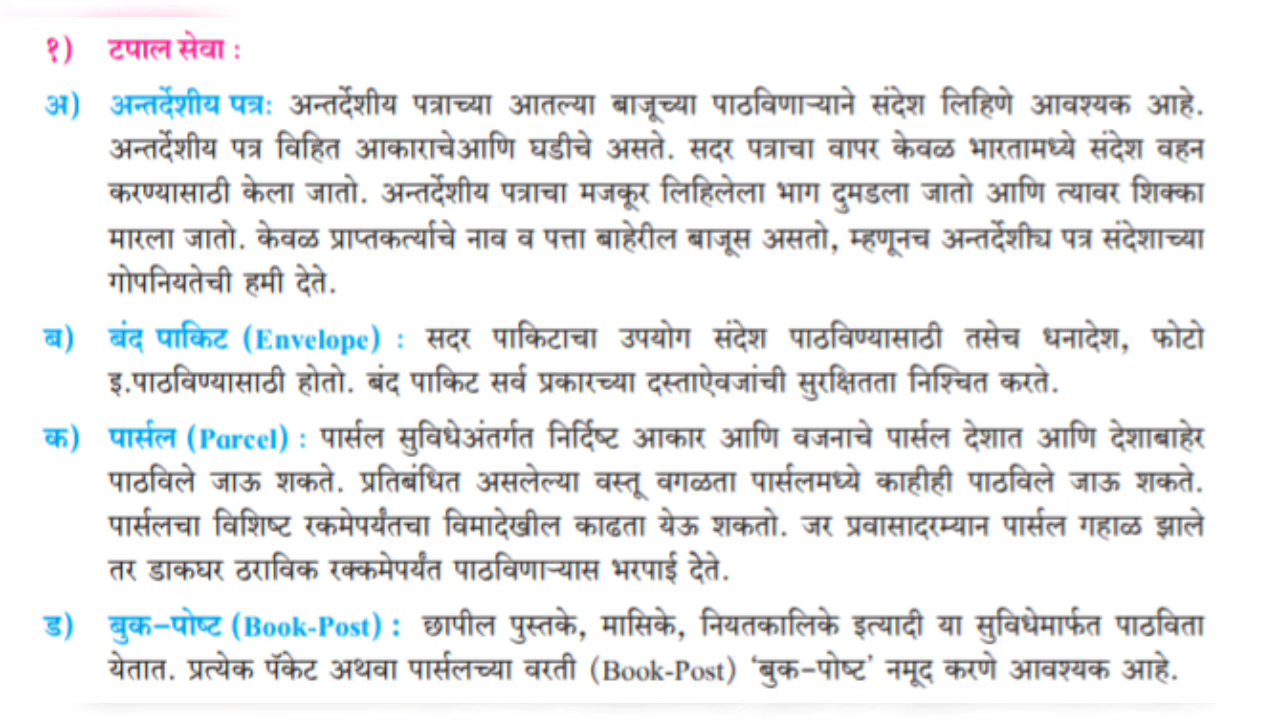 १) टपाल सेवा :
अ) अन्तर्देशीय पत्र: अन्तर्देशीय पत्राच्या आतल्या बाजूच्या पाठविणाऱ्याने संदेश लिहिणे आवश्यक आहे.
अन्तर्देशीय पत्र विहित आकाराचेआणि घडीचे असते. सदर पत्राचा वापर केवळ भारतामध्ये संदेश वहन
करण्यासाठी केला जातो. अन्तर्देशीय पत्राचा मजकूर लिहिलेला भाग दुमडला जातो आणि त्यावर शिक्का
मारला जातो. केवळ प्राप्तकर्त्याचे नाव व पत्ता बाहेरील बाजूस असतो, म्हणूनच अन्तर्देशीय पत्र संदेशाच्या
गोपनियतेची हमी देते.
ब) बंद पाकिट (Envelope) : सदर पाकिटाचा उपयोग संदेश पाठविण्यासाठी तसेच धनादेश, फोटो
इ.पाठविण्यासाठी होतो. बंद पाकिट सर्व प्रकारच्या दस्ताऐवजांची सुरक्षितता निश्चित करते.
क) पार्सल (Parcel) : पार्सल सुविधेअंतर्गत निर्दिष्ट आकार आणि वजनाचे पार्सल देशात आणि देशाबाहेर
पाठविले जाऊ शकते. प्रतिबंधित असलेल्या वस्तू वगळता पार्सलमध्ये काहीही पाठविले जाऊ शकते.
पार्सलचा विशिष्ट रकमेपर्यंतचा विमादेखील काढता येऊ शकतो. जर प्रवासादरम्यान पार्सल गहाळ झाले
तर डाकघर ठराविक रक्कमेपर्यंत पाठविणाऱ्यास भरपाई देते.
ड) बुक-पोष्ट (Book-Post) : छापील पुस्तके, मासिके, नियतकालिके इत्यादी या सुविधेमार्फत पाठविता
येतात. प्रत्येक पॅकेट अथवा पार्सलच्या वरती (Book-Post) ‘बुक-पोष्ट’ नमूद करणे आवश्यक आहे.